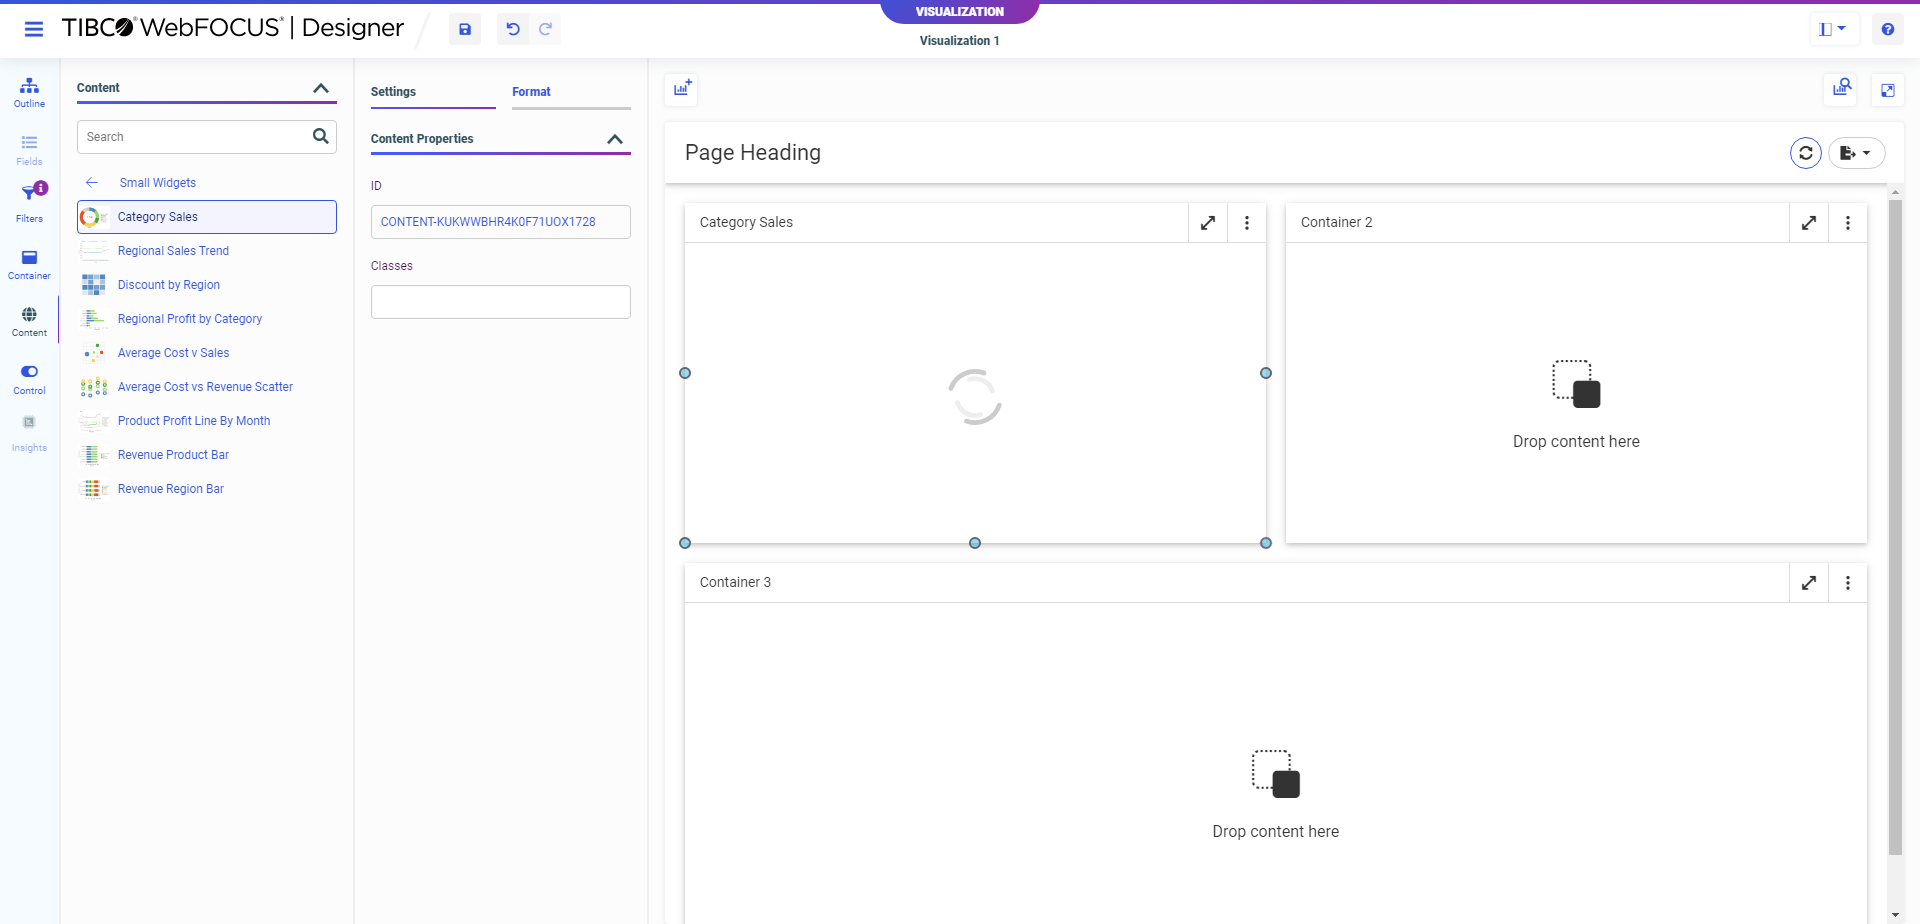 VISUALIZATION
TIBCO® WebFOCUS® | Designer
Visualization 1
Outline
Fields
Filters
Container
Content
Control
Insights
Content
Search
Small Widgets
Category Sales
Regional Sales Trend
Discount by Region
Regional Profit by Category
Average Cost v Sales
Average Cost vs Revenue Scatter
Product Profit Line By Month
Revenue Product Bar
Revenue Region Bar
Settings
Format
Content Properties
ID
CONTENT-KUKWWBHR4K0F71UOX1728
Classes
Page Heading
Category Sales
Container 2
Drop content here
Container 3
Drop content here